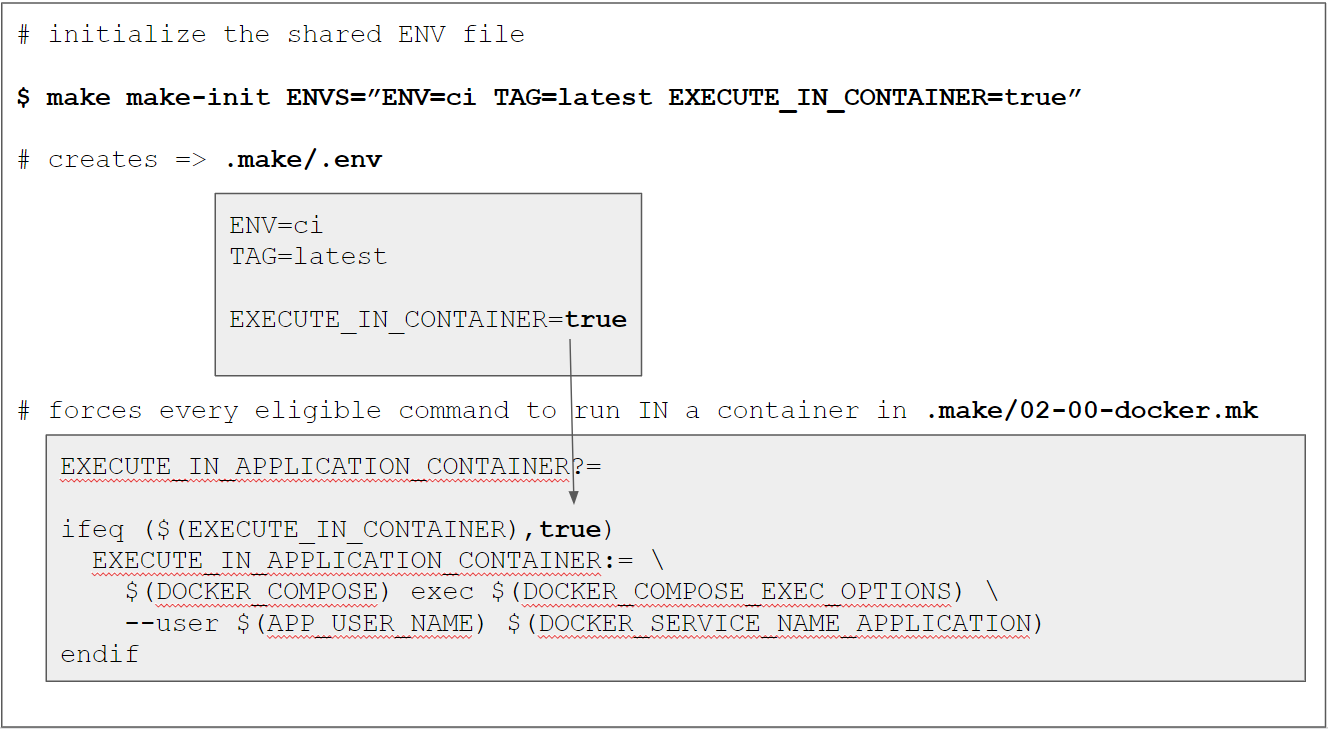 # initialize the shared ENV file
$ make make-init ENVS=”ENV=ci TAG=latest EXECUTE_IN_CONTAINER=true”
# creates => .make/.env
ENV=ci
TAG=latest
EXECUTE_IN_CONTAINER=true
# forces every eligible command to run IN a container in .make/02-00-docker.mk
EXECUTE_IN_APPLICATION_CONTAINER?=
ifeq ($(EXECUTE_IN_CONTAINER),true)
EXECUTE_IN_APPLICATION_CONTAINER:= \
$(DOCKER_COMPOSE) exec $(DOCKER_COMPOSE_EXEC_OPTIONS) \
--user $(APP_USER_NAME) $(DOCKER_SERVICE_NAME_APPLICATION)
endif